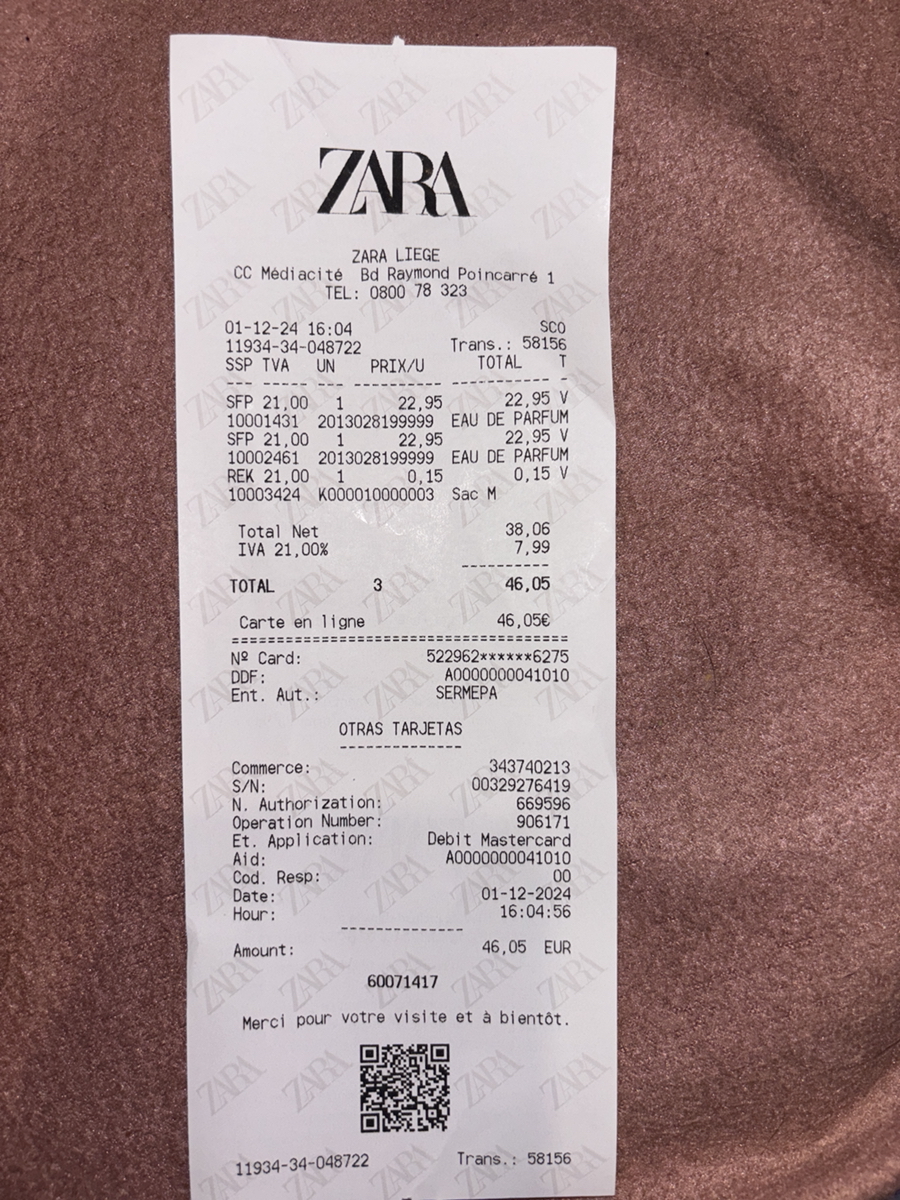 ZARA
ZARA LIEGE
CC Médiacité Bd Raymond Poincarré 1
TEL: 0800 78 323
01-12-24 16:04 SCO
11934-34-048722 Trans.: 58156
SSP TVA UN PRIX/U TOTAL T
SFP 21,00 1 22,95 22,95 V
10001431 2013028199999 EAU DE PARFUM
SFP 21,00 1 22,95 22,95 V
10002461 2013028199999 EAU DE PARFUM
REK 21,00 1 0,15 0,15 V
10003424 K000010000003 Sac M
Total Net 38,06
IVA 21,00% 7,99
TOTAL 3 46,05
Carte en ligne 46,05€
Nº Card: 522962******6275
DDF: A0000000041010
Ent. Aut.: SERMEPA
OTRAS TARJETAS
Commerce: 343740213
S/N: 00329276419
N. Authorization: 669596
Operation Number: 906171
Et. Application: Debit Mastercard
Aid: A0000000041010
Cod. Resp: 00
Date: 01-12-2024
Hour: 16:04:56
Amount: 46,05 EUR
60071417
Merci pour votre visite et à bientôt.
11934-34-048722 Trans.: 58156